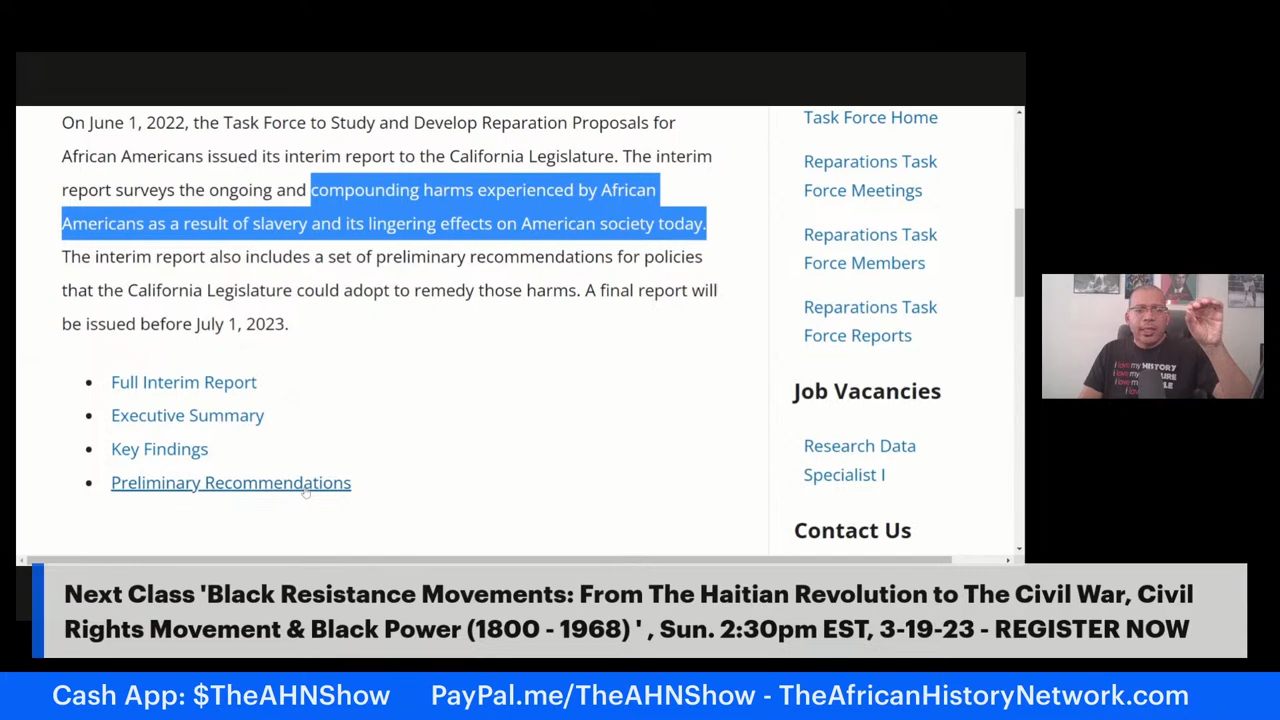 On June 1, 2022, the Task Force to Study and Develop Reparation Proposals for
African Americans issued its interim report to the California Legislature. The interim
report surveys the ongoing and compounding harms experienced by African
Americans as a result of slavery and its lingering effects on American society today.
The interim report also includes a set of preliminary recommendations for policies
that the California Legislature could adopt to remedy those harms. A final report will
be issued before July 1, 2023.
Full Interim Report
Executive Summary
Key Findings
Preliminary Recommendations
Task Force Home
Reparations Task
Force Meetings
Reparations Task
Force Members
Reparations Task
Force Reports
Job Vacancies
Research Data
Specialist I
Contact Us
i love my HISTORY
i love my
Next Class 'Black Resistance Movements: From The Haitian Revolution to The Civil War, Civil
Rights Movement & Black Power (1800 - 1968) ' , Sun. 2:30pm EST, 3-19-23 - REGISTER NOW
Cash App: $TheAHNShow PayPal.me/TheAHNShow - TheAfricanHistoryNetwork.com